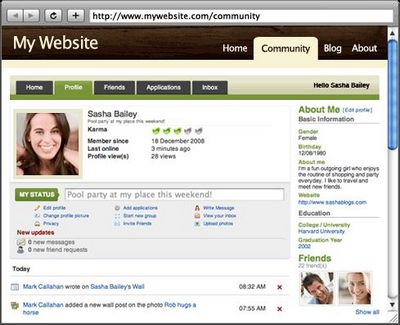 http://www.mywebsite.com/community
My Website
Home Community Blog About
Home Profile Friends Applications Inbox Hello Sasha Bailey
Sasha Bailey
Pool party at my place this weekend!
Karma
Member since 18 December 2008
Last online 3 minutes ago
Profile view(s) 28 views
MY STATUS Pool party at my place this weekend!
Edit profile Add applications Write Message
Change profile picture Start new group View your inbox
Privacy Invite Friends Upload photos
New updates
0 new messages
0 new friend requests
Today
Mark Callahan wrote on Sasha Bailey's Wall 08:32 AM
Mark Callahan added a new wall post on the photo Rob hugs a horse 07:55 AM
About Me [Edit profile]
Basic Information
Gender
Female
Birthday
12/08/1980
About me
I'm a fun outgoing girl who enjoys the routine of shopping and party everyday. I like to travel and meet new friends.
Website
http://www.sashablogs.com
Education
College / University
Harvard University
Graduation Year
2002
Friends
22 friend(s)
Show all